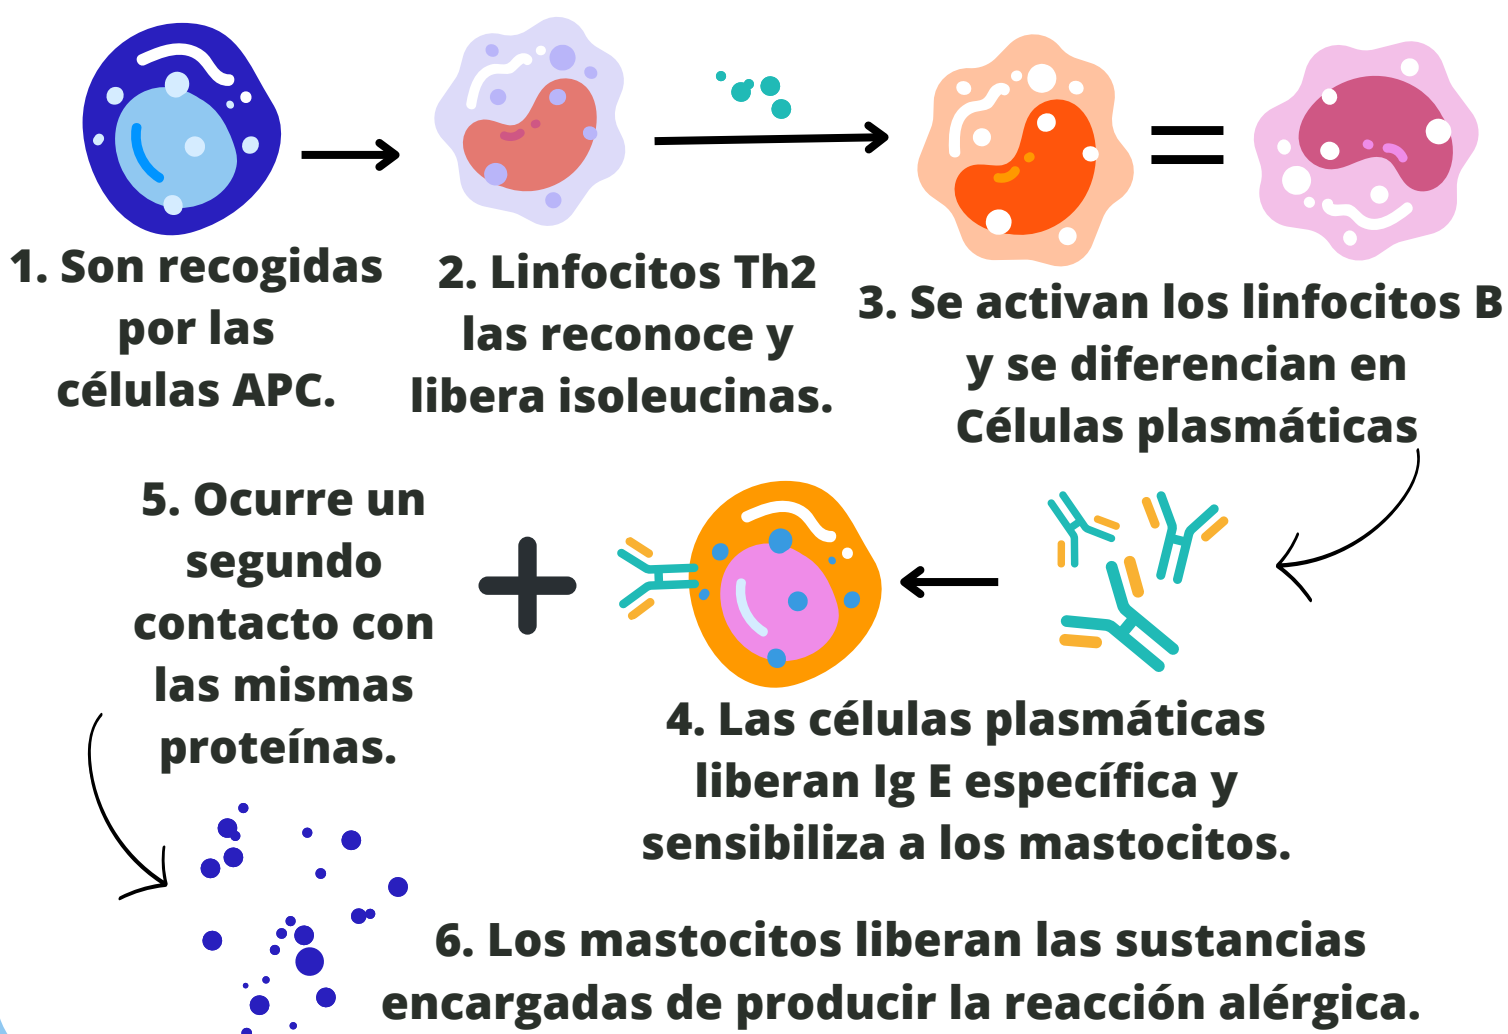 1. Son recogidas
por las
células APC.
2. Linfocitos Th2
las reconoce y
libera isoleucinas.
3. Se activan los linfocitos B
y se diferencian en
Células plasmáticas
4. Las células plasmáticas
liberan Ig E específica y
sensibiliza a los mastocitos.
5. Ocurre un
segundo
contacto con
las mismas
proteínas.
6. Los mastocitos liberan las sustancias
encargadas de producir la reacción alérgica.